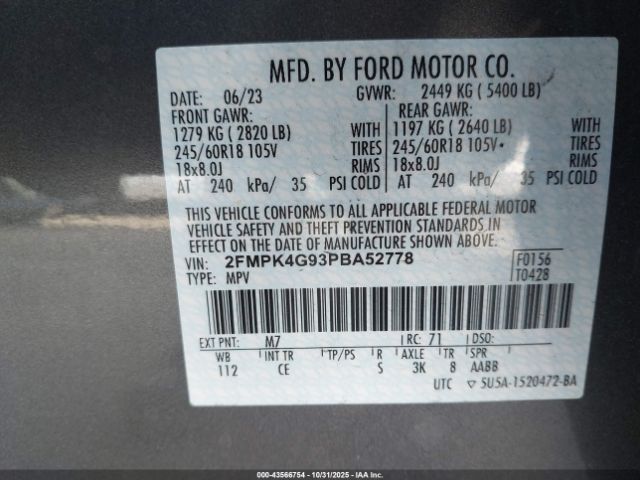 MFD. BY FORD MOTOR CO.
DATE: 06/23 GVWR: 2449 KG ( 5400 LB)
FRONT GAWR: REAR GAWR:
1279 KG ( 2820 LB) WITH 1197 KG ( 2640 LB) WITH
245/60R18 105V TIRES 245/60R18 105V• TIRES
18x8.0J RIMS 18x8.0J RIMS
AT 240 kPa/ 35 PSI COLD AT 240 kPa/ 35 PSI COLD
THIS VEHICLE CONFORMS TO ALL APPLICABLE FEDERAL MOTOR
VEHICLE SAFETY AND THEFT PREVENTION STANDARDS IN
EFFECT ON THE DATE OF MANUFACTURE SHOWN ABOVE.
VIN: 2FMPK4G93PBA52778 F0156
TYPE: MPV T0428
EXT PNT: M7 RC: 71 DSO:
WB INT TR TP/PS R AXLE TR SPR
112 CE S 3K 8 AABB
UTC ▽ 5U5A-1520472-BA
000-43566754 | 10/31/2025 | IAA, Inc.